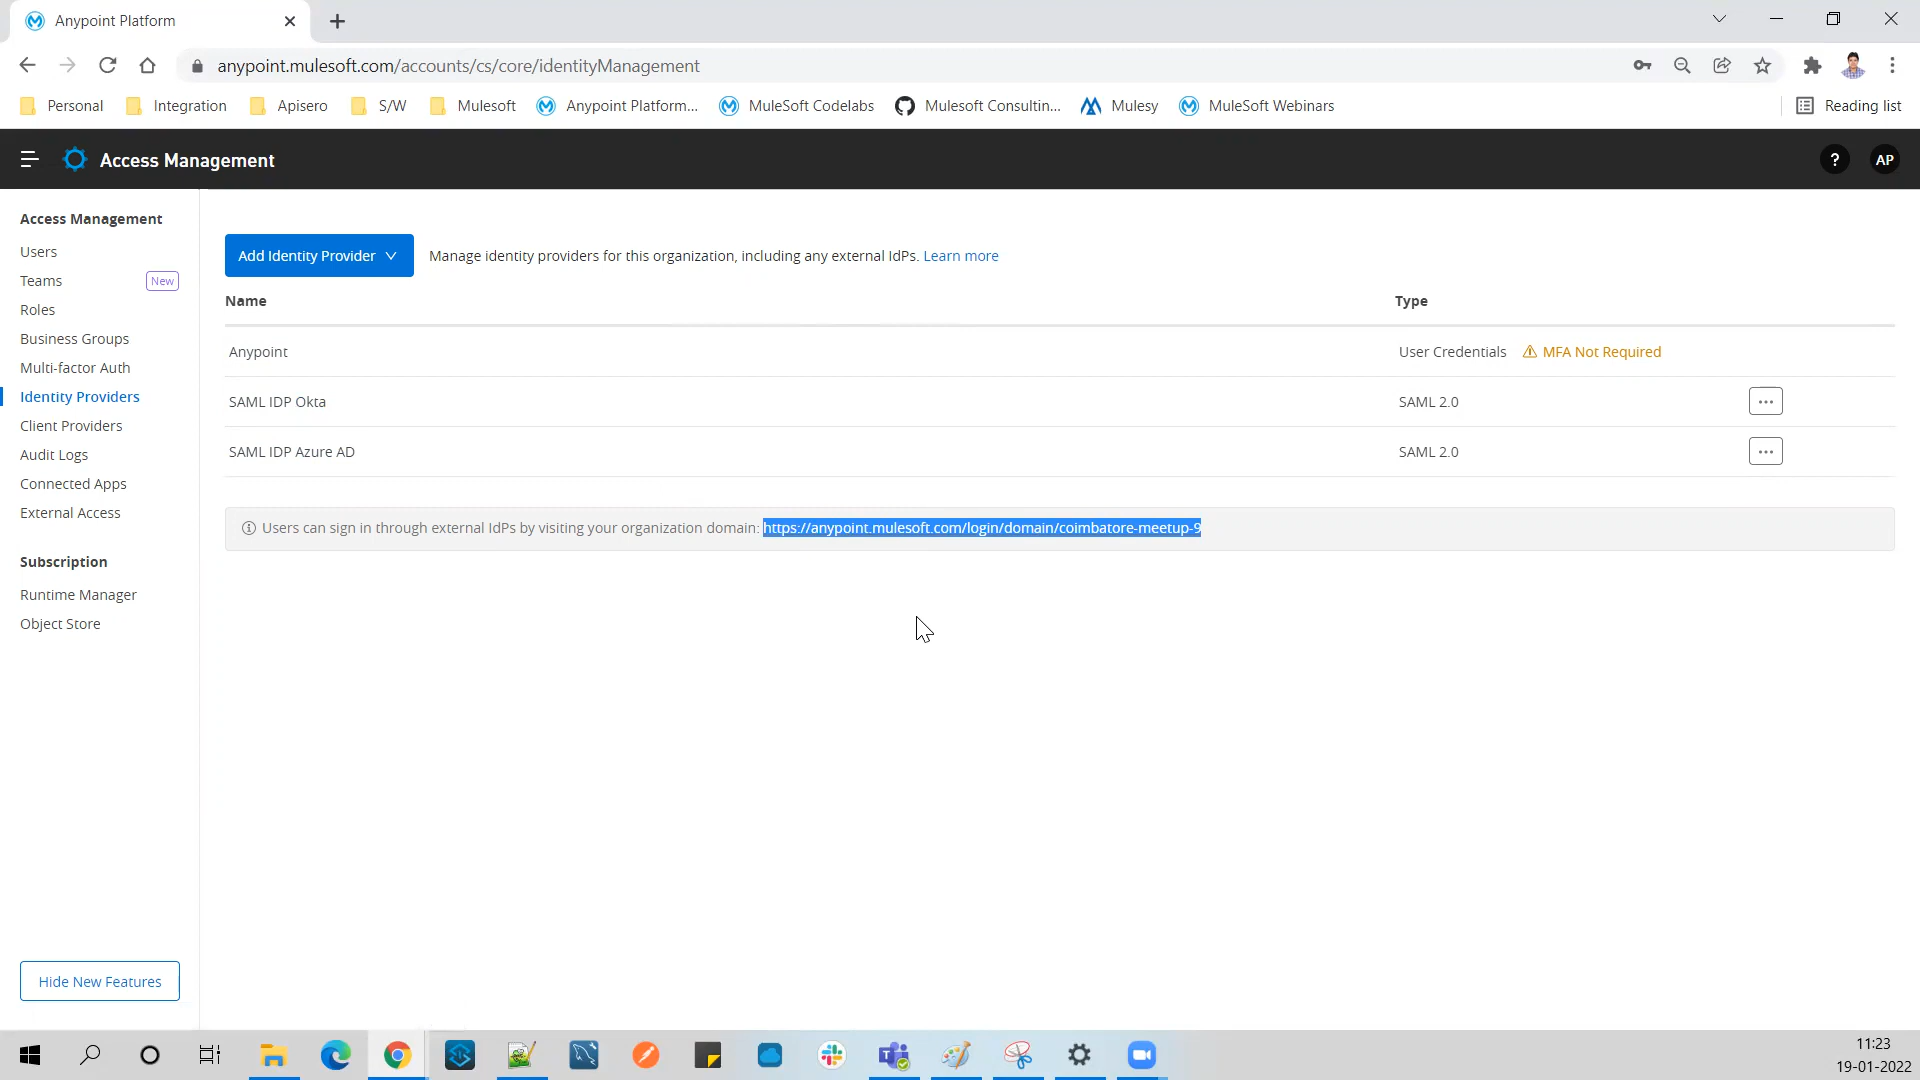 Anypoint Platform
anypoint.mulesoft.com/accounts/cs/core/identityManagement
Personal
Integration
Apisero
S/W
Mulesoft
Anypoint Platform...
MuleSoft Codelabs
Mulesoft Consultin...
Mulesy
MuleSoft Webinars
Reading list
Access Management
?
AP
Access Management
Users
Teams New
Roles
Business Groups
Multi-factor Auth
Identity Providers
Client Providers
Audit Logs
Connected Apps
External Access
Subscription
Runtime Manager
Object Store
Hide New Features
Add Identity Provider
Manage identity providers for this organization, including any external IdPs. Learn more
Name Type
Anypoint User Credentials MFA Not Required
SAML IDP Okta SAML 2.0
SAML IDP Azure AD SAML 2.0
Users can sign in through external IdPs by visiting your organization domain: https://anypoint.mulesoft.com/login/domain/coimbatore-meetup-9
11:23
19-01-2022